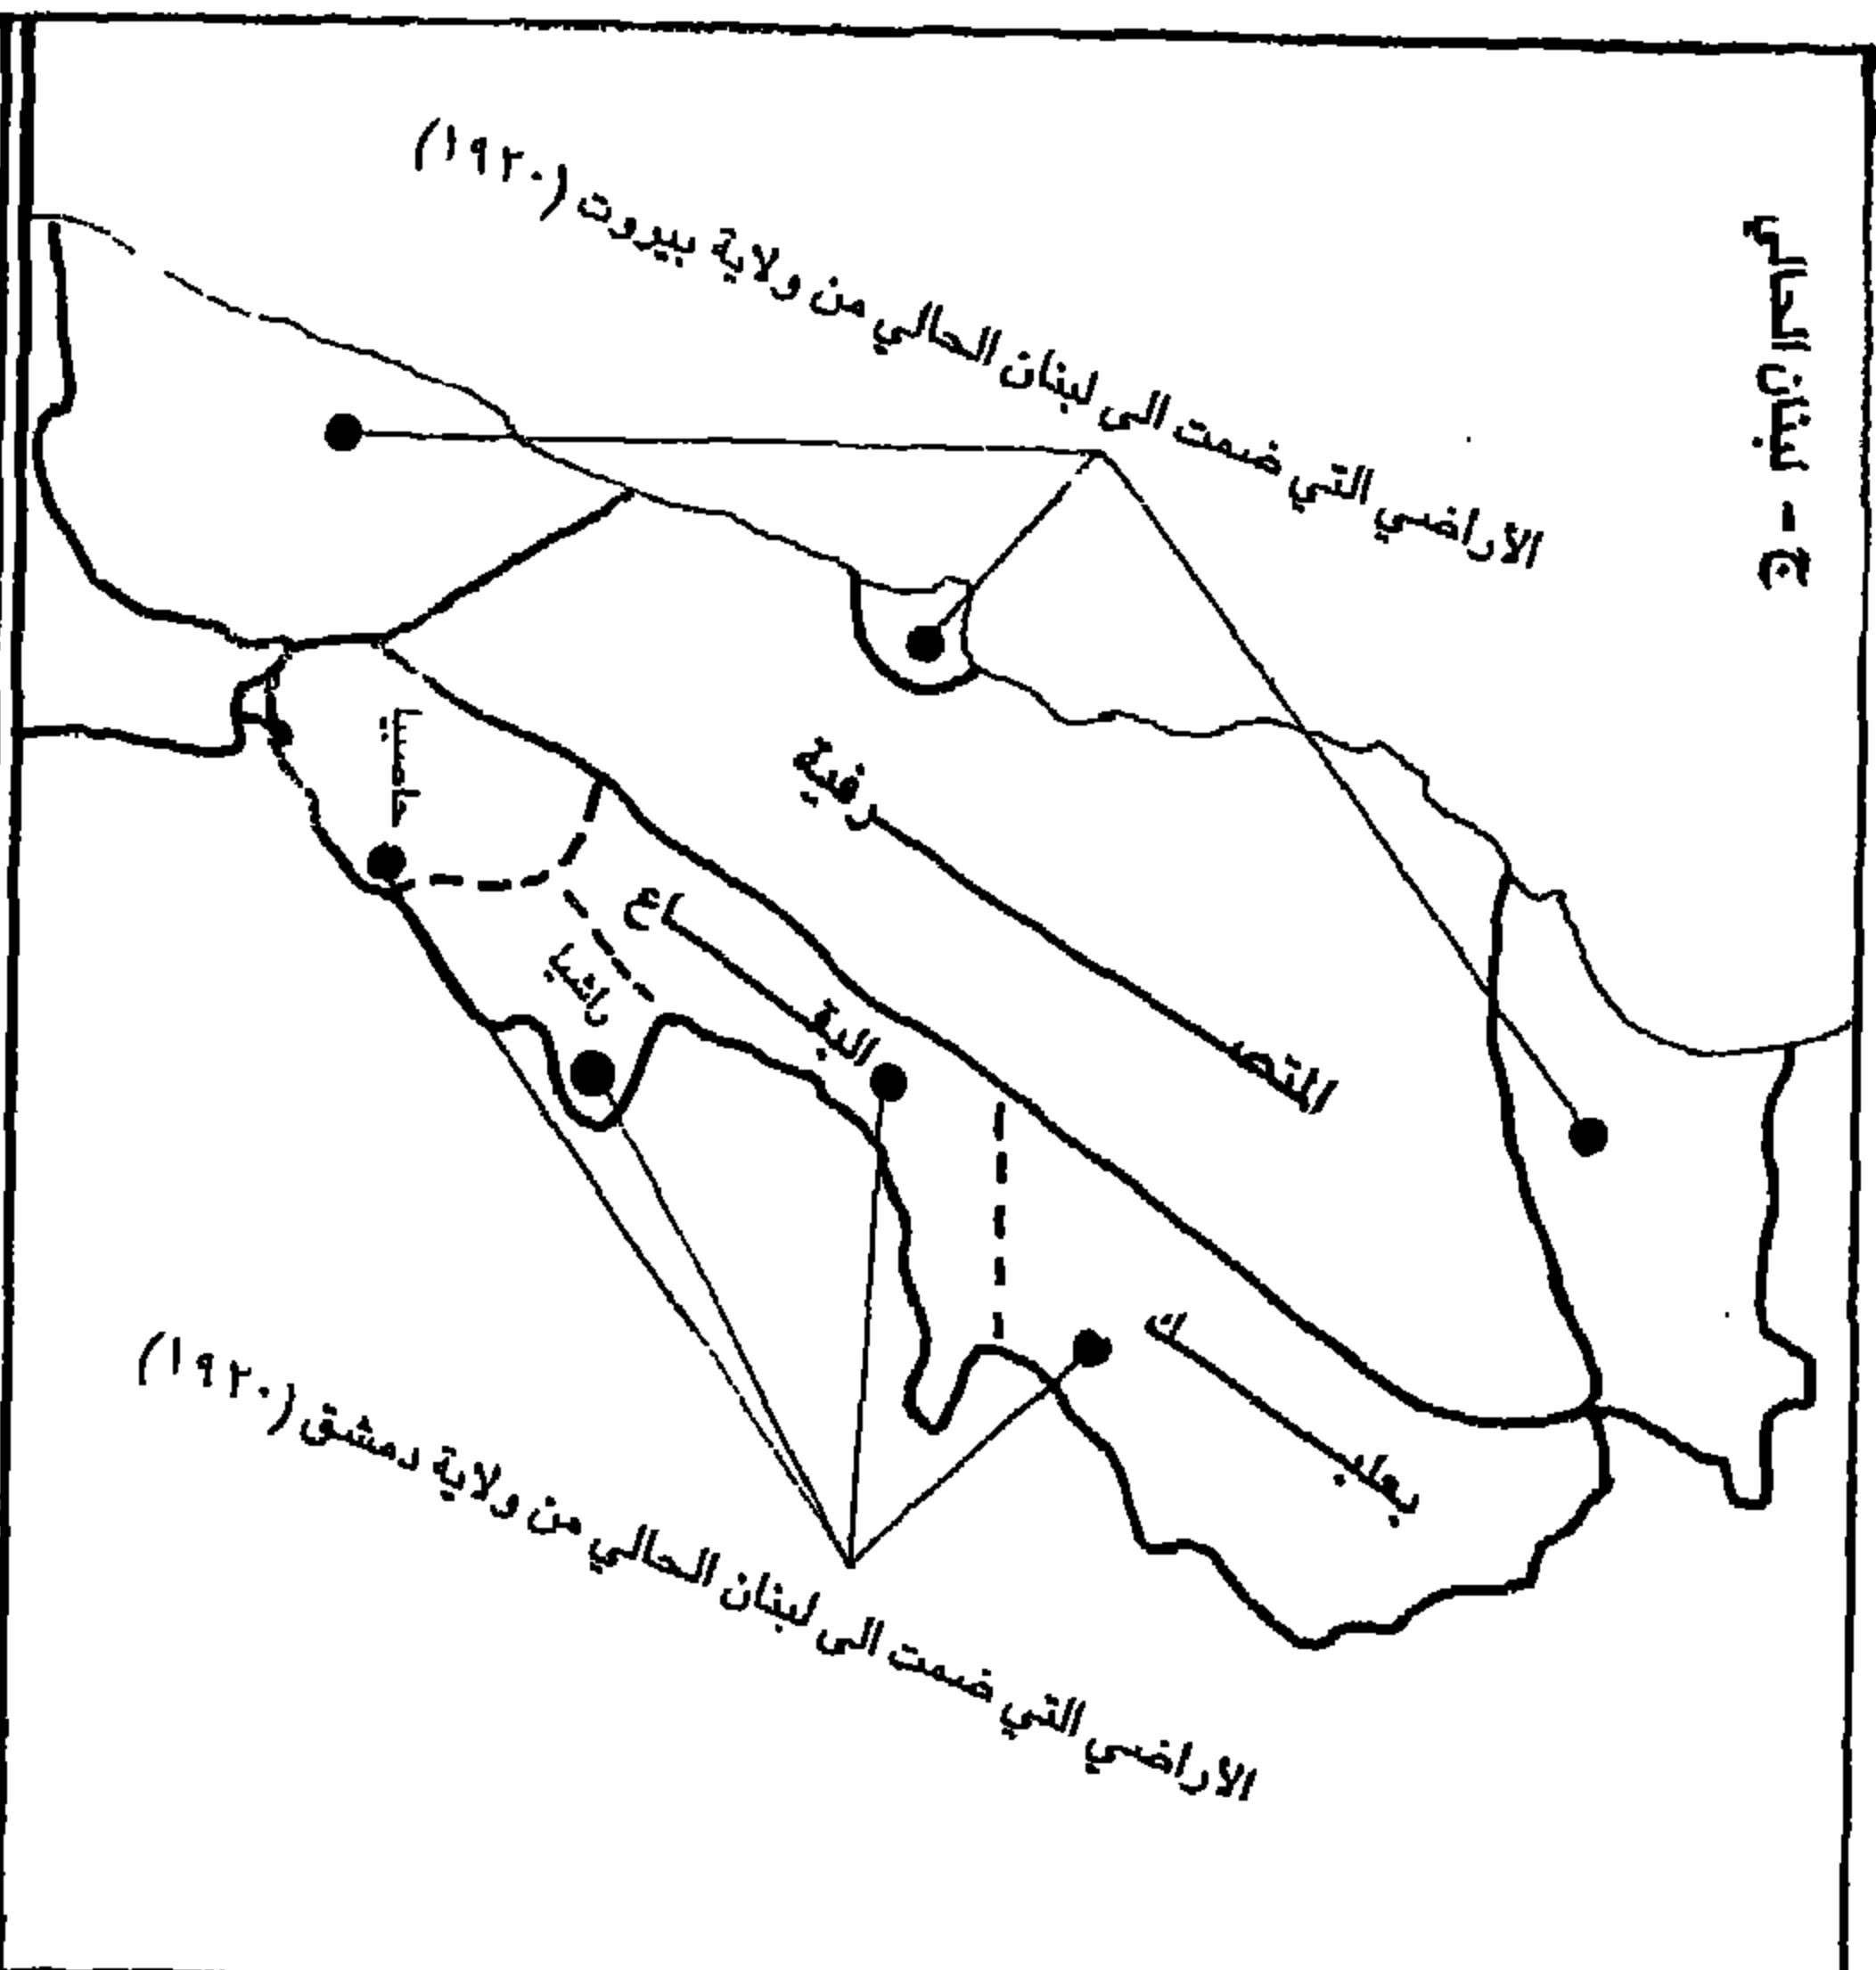 ج - لبنان الحالي
الاراضي التي ضمت الى لبنان الحالي من ولاية بيروت (١٩٢٠)
المتصرفية
بعلبك
البقاع
راشيا
حاصبيا
الاراضي التي ضمت الى لبنان الحالي من ولاية دمشق (١٩٢٠)